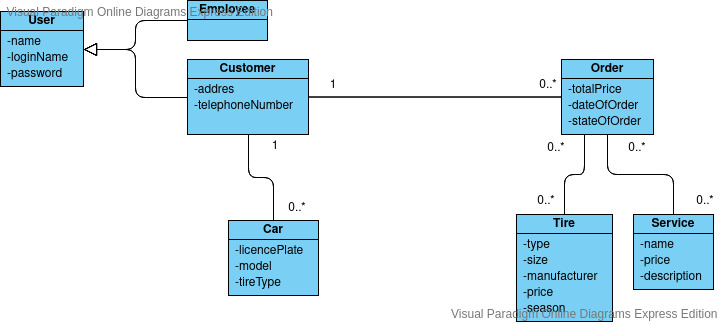 Visual Paradigm Online Diagrams Express Edition
User
-name
-loginName
-password
Employee
Customer
-addres
-telephoneNumber
1
0..*
Order
-totalPrice
-dateOfOrder
-stateOfOrder
1
0..*
Car
-licencePlate
-model
-tireType
0..*
0..*
0..*
0..*
Tire
-type
-size
-manufacturer
-price
-season
Service
-name
-price
-description
Visual Paradigm Online Diagrams Express Edition